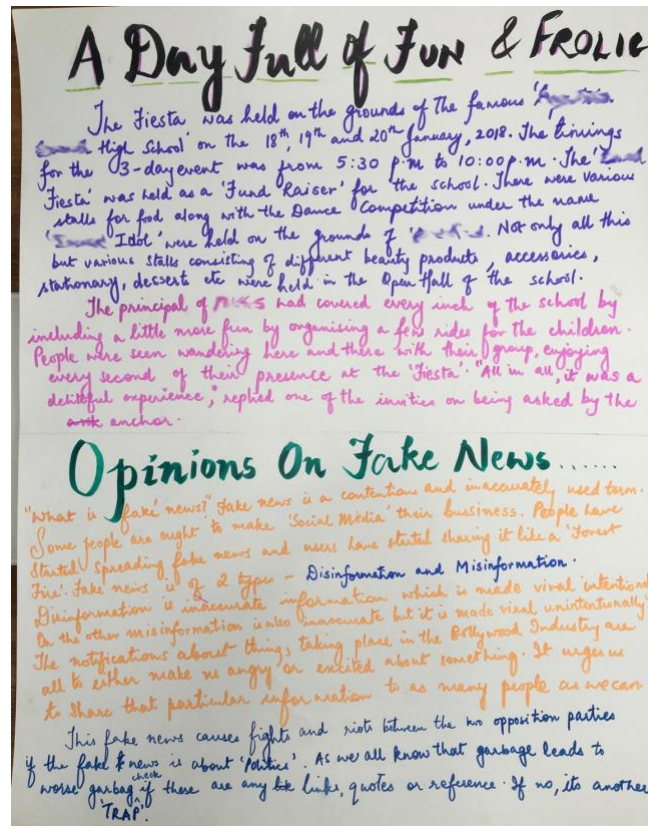 A Day Full of FUN & FROLIC
The Fiesta was held on the grounds of The famous
High School' on the 18th, 19th and 20th January, 2018. The timings
for the 3-day event was from 5:30 p.m to 10:00 p.m. The
Fiesta' was held as a 'Fund Raiser' for the school. There were various
stalls for food along with the Dance Competition under the name
Idol' were held on the grounds of . Not only all this
but various stalls consisting of different beauty products, accessories,
stationary, desserts etc were held in the Open Hall of the school.
The principal of had covered every inch of the school by
including a little more fun by organising a few rides for the children.
People were seen wandering here and there with their group, enjoying
every second of their presence at the 'Fiesta'. "All in all, it was a
delitful experience," replied one of the invities on being asked by the
anchor.
Opinions On Fake News......
"What is 'fake' news?" Fake news is a contentious and inaccurately used term.
Some people are ought to make 'Social Media' their bussiness. People have
Started spreading fake news and users have started sharing it like a 'Forest
Fire'. Fake news is of 2 types - Disinformation and Misinformation.
Disinformation is inaccurate information which is made viral intentional
On the other misinformation is also inaccurate but it is made viral unintentionally
The notifications about things taking place in the Bollywood Industry are
all to either make us angry or excited about something. It urges us
to share that particular information to as many people as we can
This fake news causes fights and riots between the two opposition parties
if the fake news is about 'Politics'. As we all know that garbage leads to
worse garbag check if there are any links, quotes or reference. If no, its another
'TRAP'.